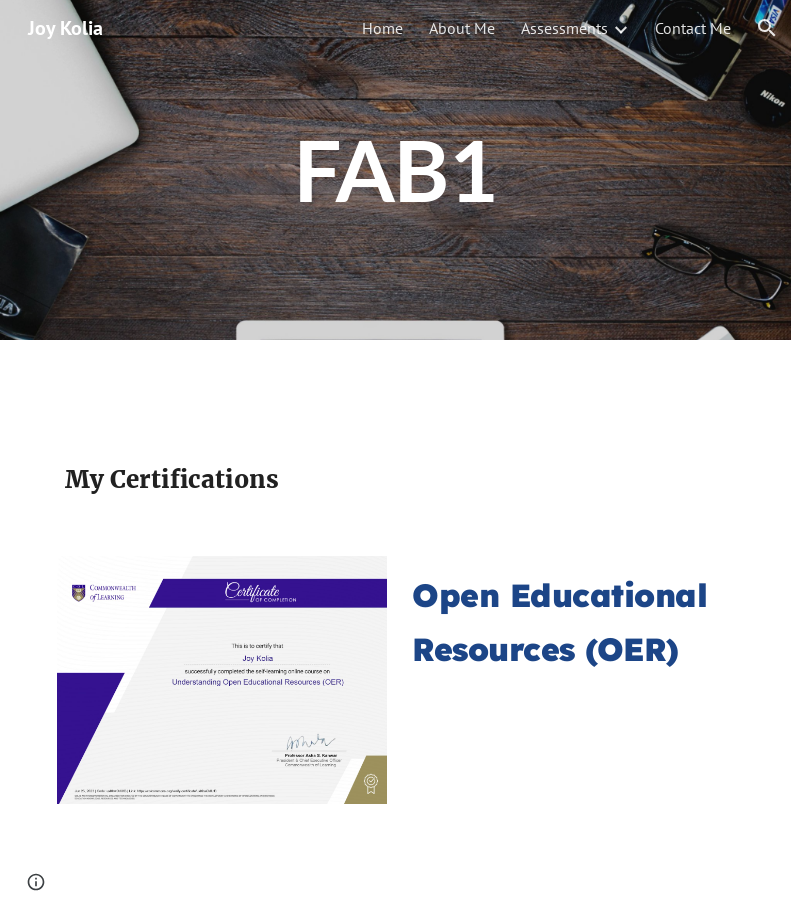 Joy Kolia
Home
About Me
Assessments
Contact Me
Nikon
FAB1
My Certifications
COMMONWEALTH
of LEARNING
Certificate
OF COMPLETION
This is to certify that
Joy Kolia
successfully completed the self-learning online course on
Understanding Open Educational Resources (OER)
Professor Asha S. Kanwar
President & Chief Executive Officer
Commonwealth of Learning
Open Educational
Resources (OER)